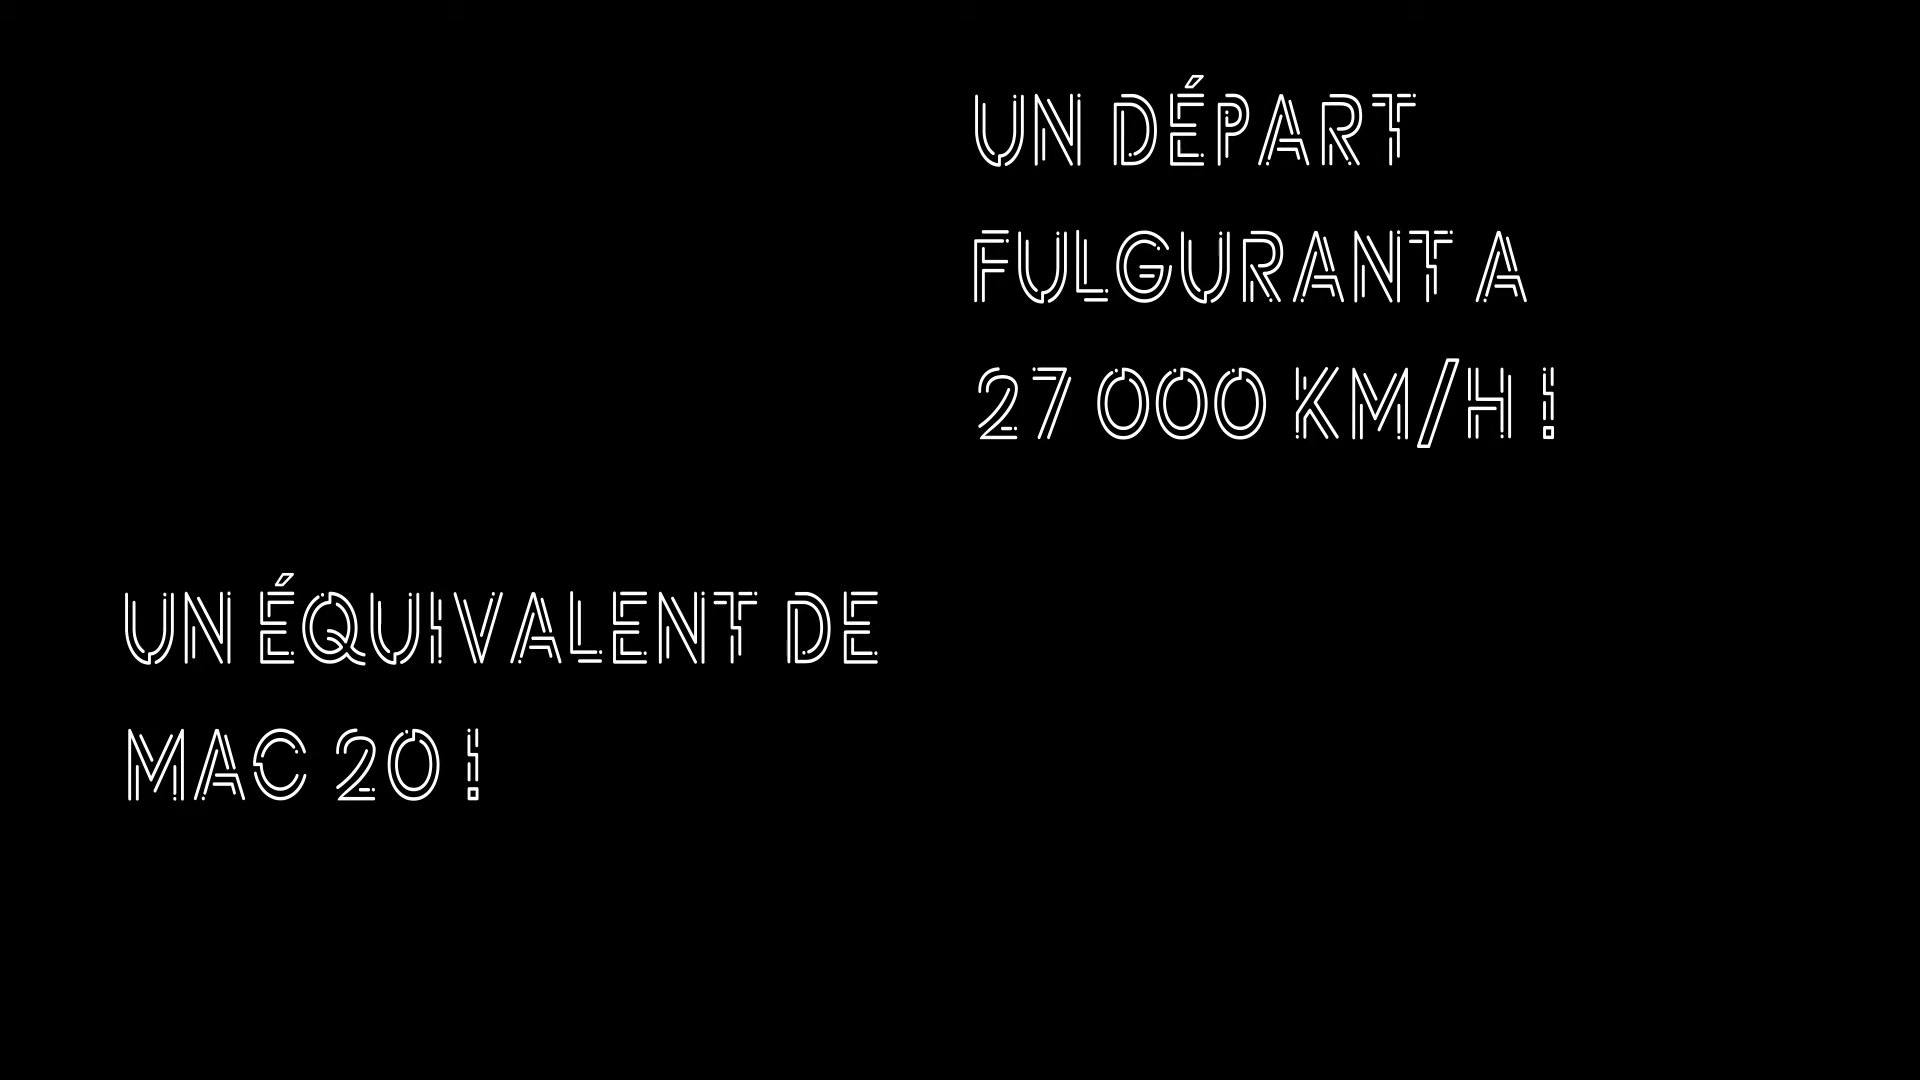 UN DÉPART
FULGURANT A
27 000 KM/H !
UN ÉQUIVALENT DE
MAC 20 !